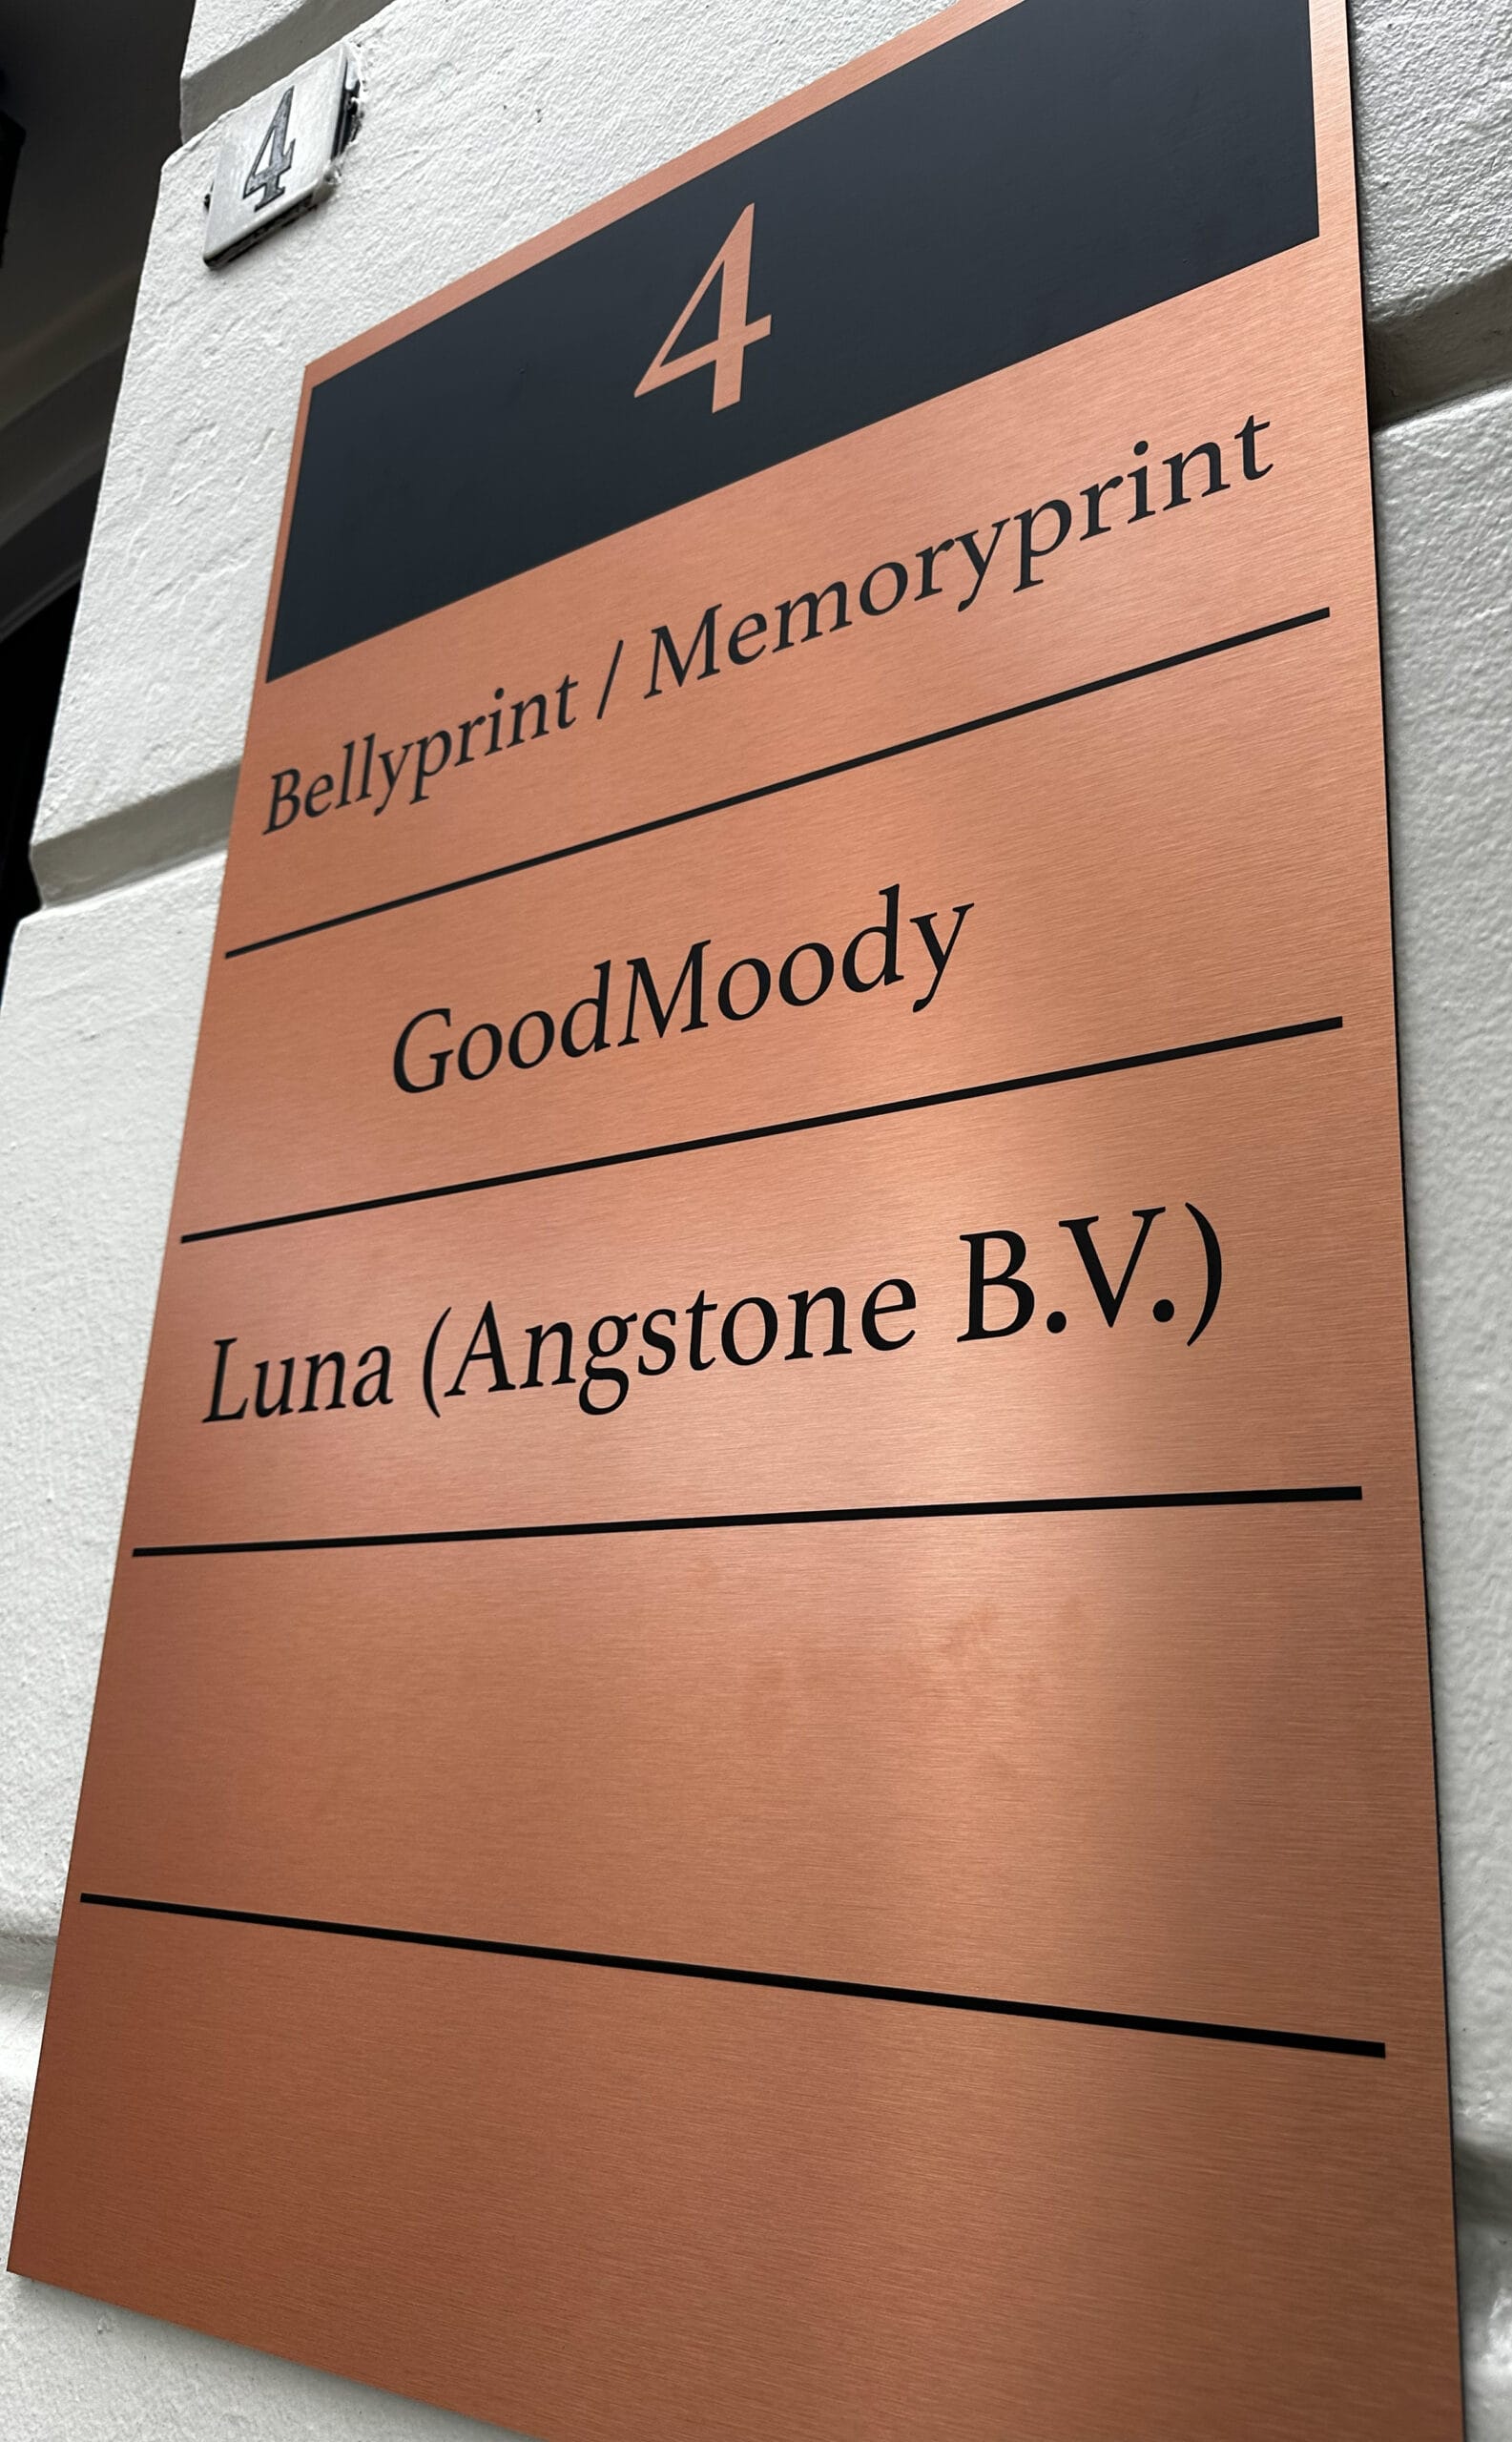 4
4
Bellyprint / Memoryprint
GoodMoody
Luna (Angstone B.V.)